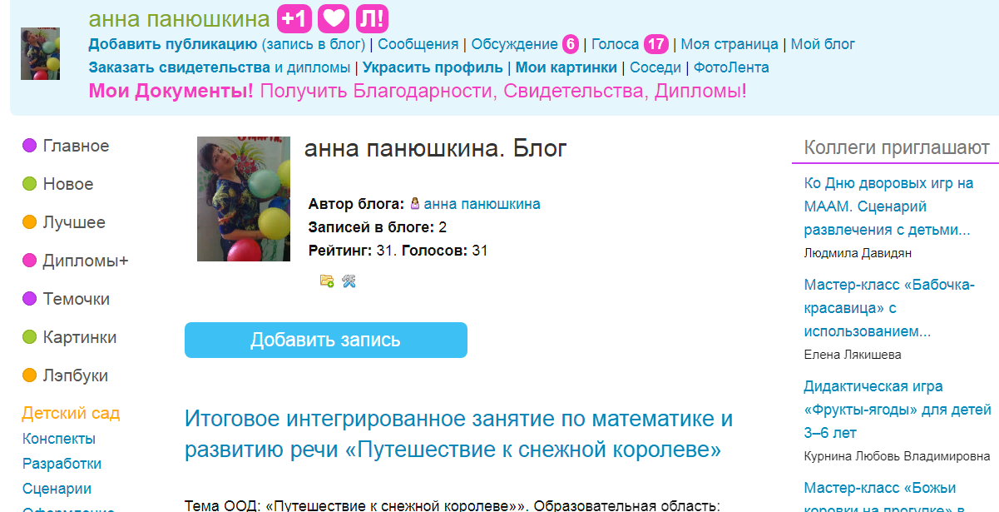 анна панюшкина +1 Л!
Добавить публикацию (запись в блог) | Сообщения | Обсуждение 6 | Голоса 17 | Моя страница | Мой блог
Заказать свидетельства и дипломы | Украсить профиль | Мои картинки | Соседи | ФотоЛента
Мои Документы! Получить Благодарности, Свидетельства, Дипломы!
Главное
Новое
Лучшее
Дипломы+
Темочки
Картинки
Лэпбуки
Детский сад
Конспекты
Разработки
Сценарии
Оформление
анна панюшкина. Блог
Автор блога: анна панюшкина
Записей в блоге: 2
Рейтинг: 31. Голосов: 31
Добавить запись
Итоговое интегрированное занятие по математике и
развитию речи «Путешествие к снежной королеве»
Тема ООД: «Путешествие к снежной королеве»». Образовательная область:
Коллеги приглашают
Ко Дню дворовых игр на
МААМ. Сценарий
развлечения с детьми...
Людмила Давидян
Мастер-класс «Бабочка-
красавица» с
использованием...
Елена Лякишева
Дидактическая игра
«Фрукты-ягоды» для детей
3–6 лет
Курнина Любовь Владимировна
Мастер-класс «Божьи
коровки на прогулке» в